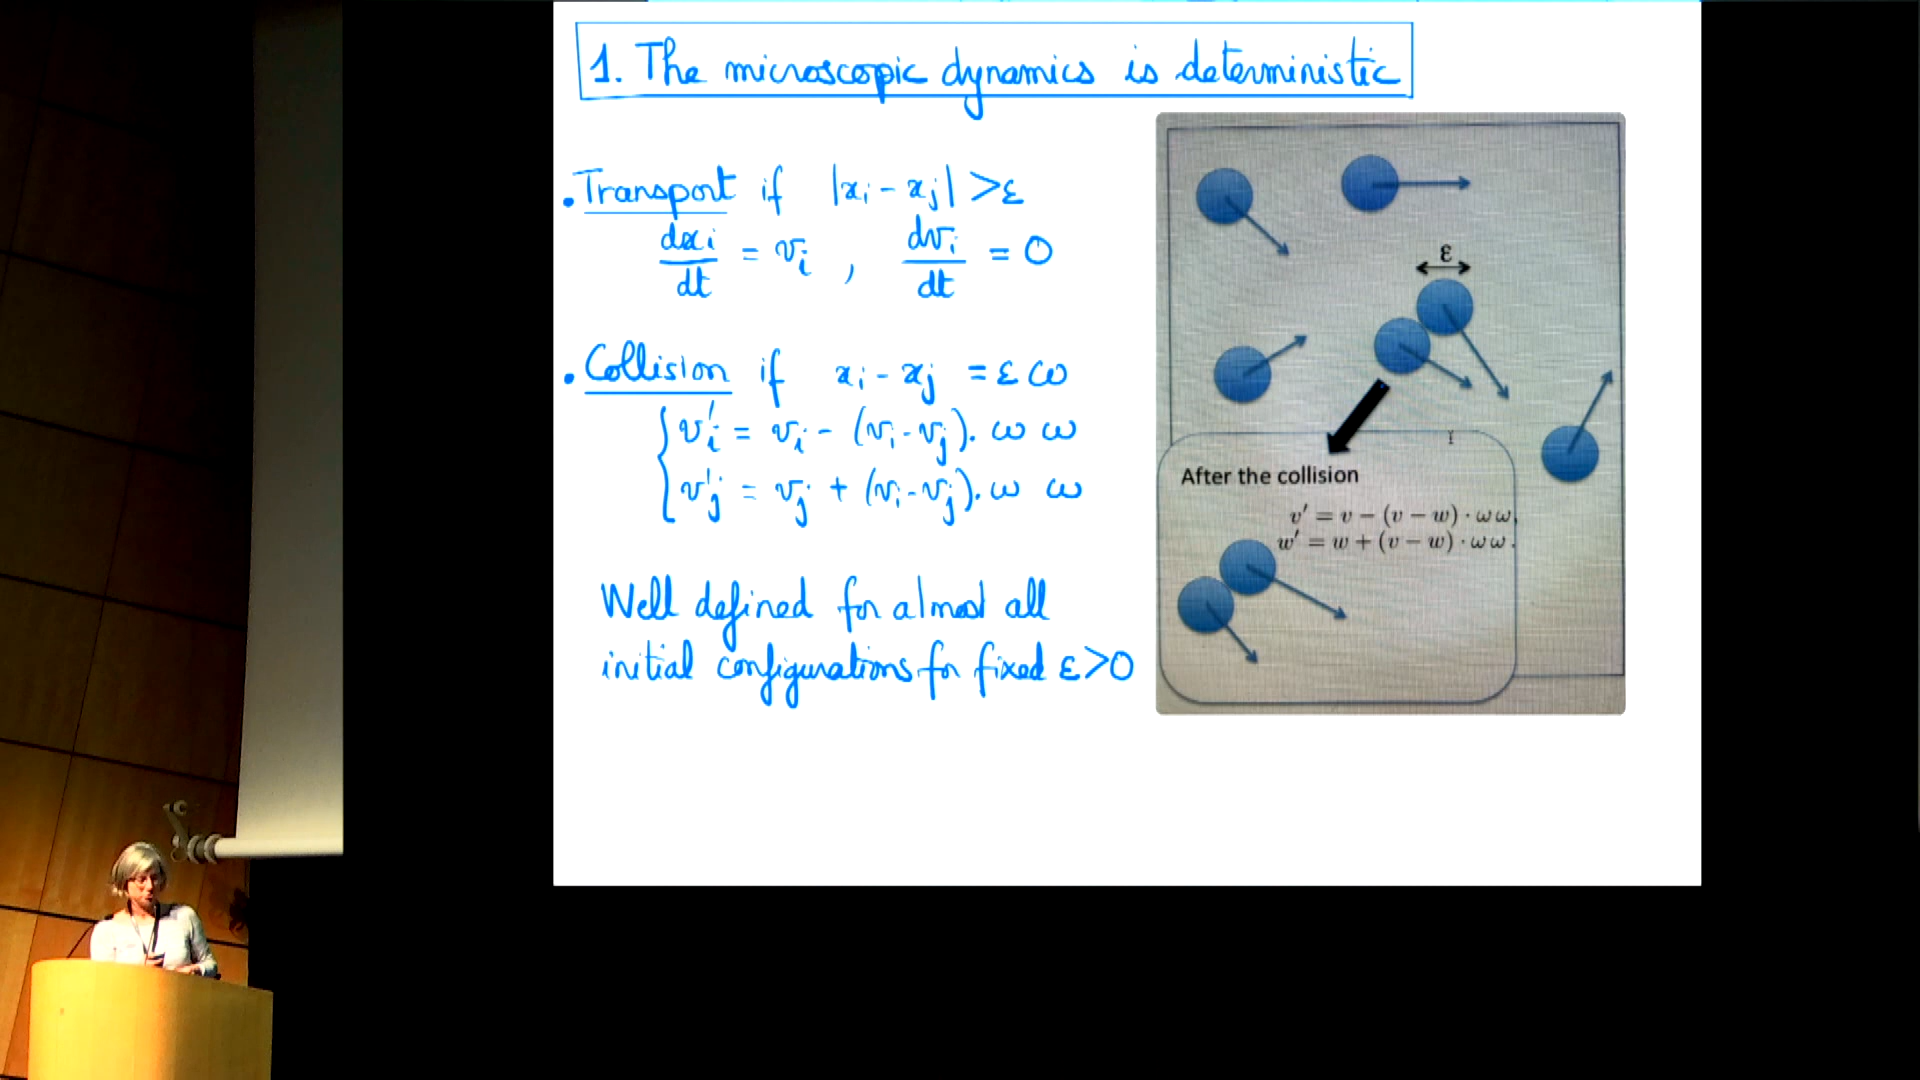 1. The microscopic dynamics is deterministic
. Transport if |xi - xj| > ε
dxi/dt = vi , dvi/dt = 0
. Collision if xi - xj = ε ω
{ v'i = vi - (vi - vj). ω ω
v'j = vj + (vi - vj). ω ω
Well defined for almost all
initial configurations for fixed ε > 0
ε
After the collision
v′ = v − (v − w) · ω ω,
w′ = w + (v − w) · ω ω.